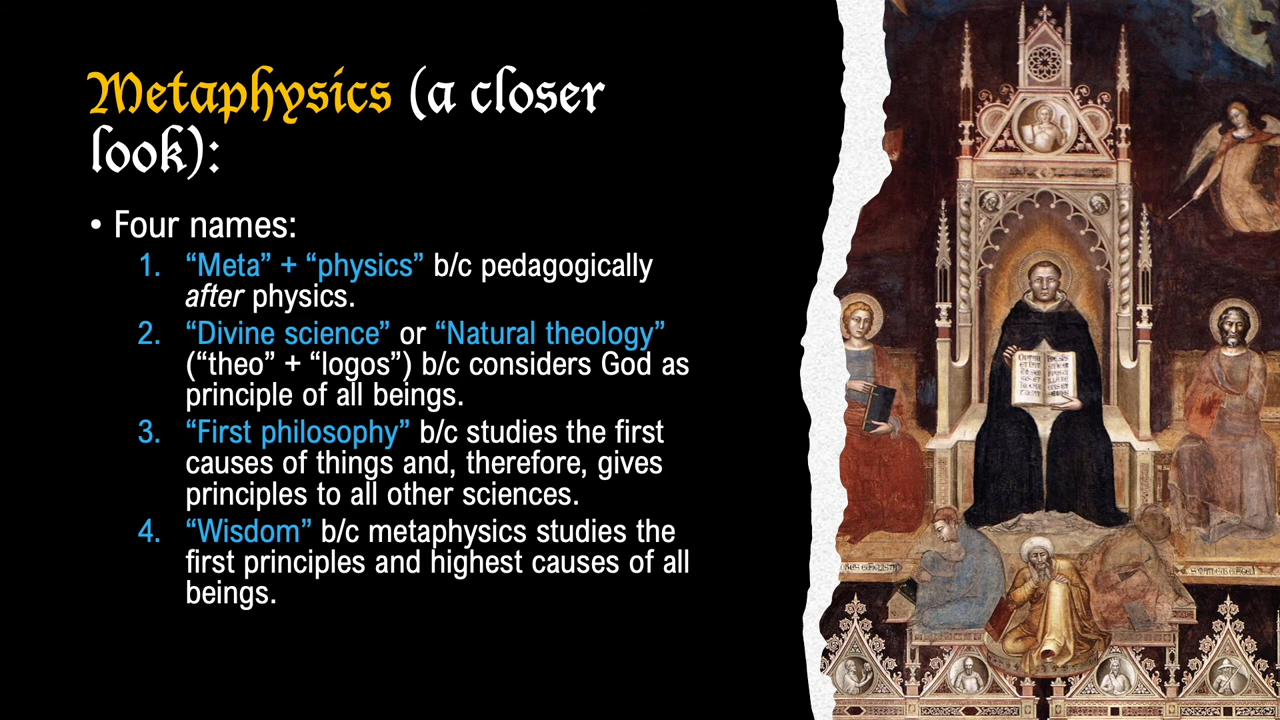 Metaphysics (a closer
look):
• Four names:
1. “Meta” + “physics” b/c pedagogically
after physics.
2. “Divine science” or “Natural theology”
(“theo” + “logos”) b/c considers God as
principle of all beings.
3. “First philosophy” b/c studies the first
causes of things and, therefore, gives
principles to all other sciences.
4. “Wisdom” b/c metaphysics studies the
first principles and highest causes of all
beings.